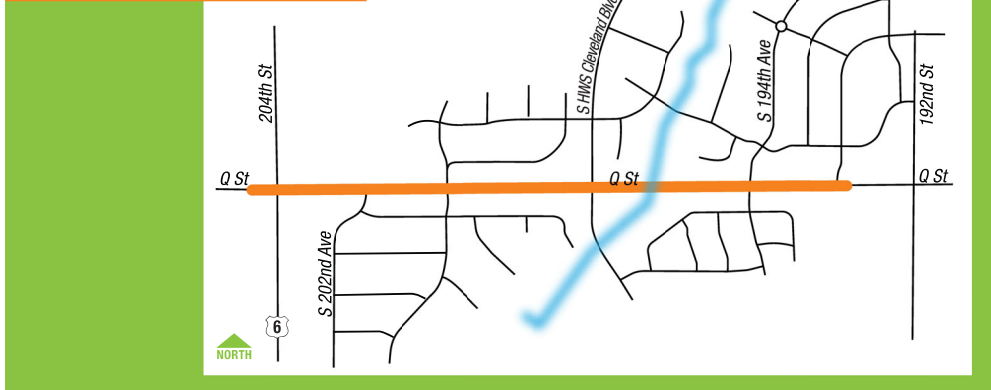 204th St
S HWS Cleveland Blvd
S 194th Ave
192nd St
Q St
Q St
Q St
S 202nd Ave
6
NORTH